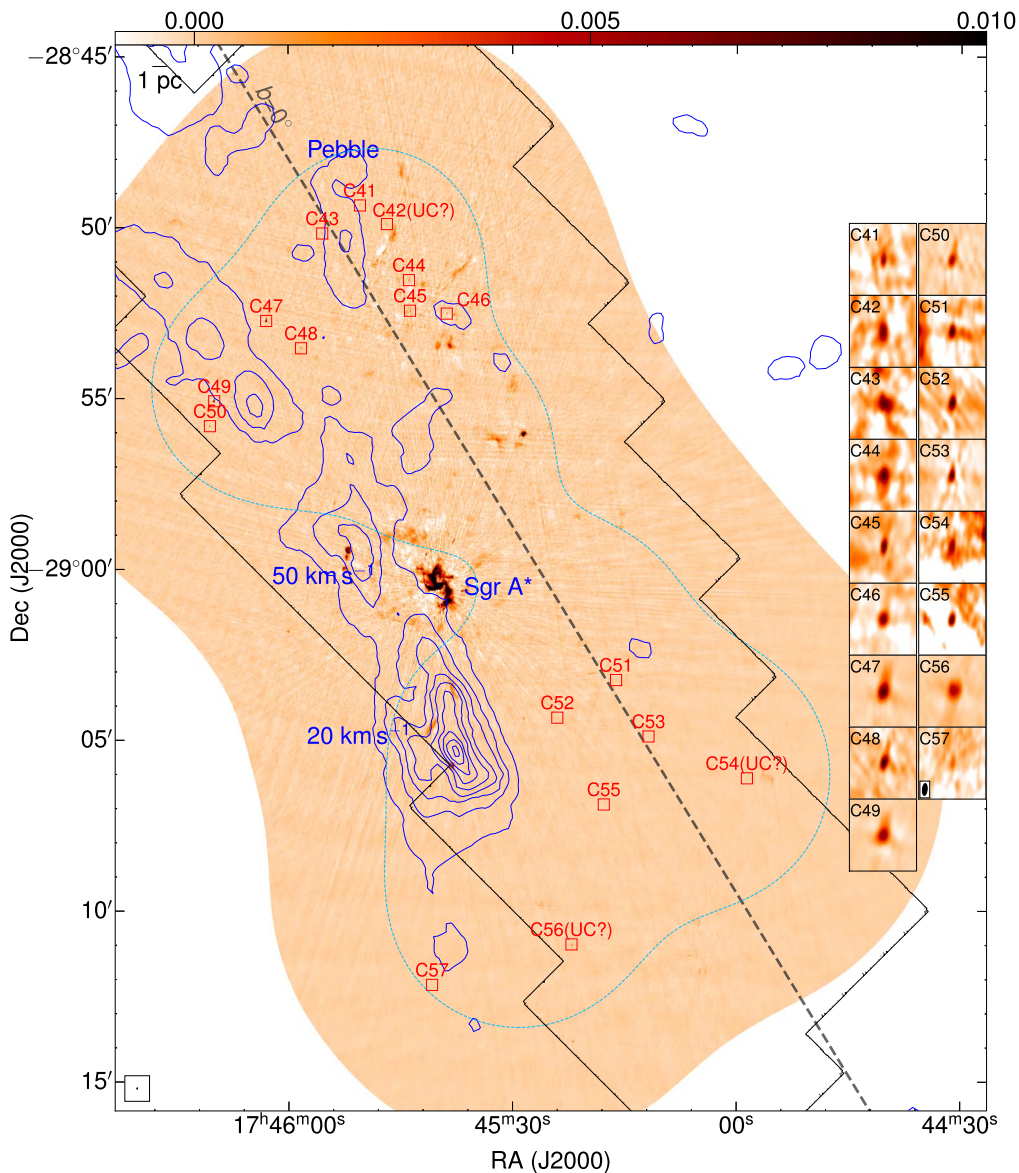 0.000 0.005 0.010
−28°45′
1 pc
b=0°
Pebble
C41
C42(UC?)
C43
50′
C44
C45
C46
C47
C48
55′
C49
C50
−29°00′
50 km s⁻¹
Sgr A*
C51
C52
C53
05′
20 km s⁻¹
C54(UC?)
C55
10′
C56(UC?)
C57
15′
C41 C50
C42 C51
C43 C52
C44 C53
C45 C54
C46 C55
C47 C56
C48 C57
C49
Dec (J2000)
17ʰ46ᵐ00ˢ 45ᵐ30ˢ 00ˢ 44ᵐ30ˢ
RA (J2000)